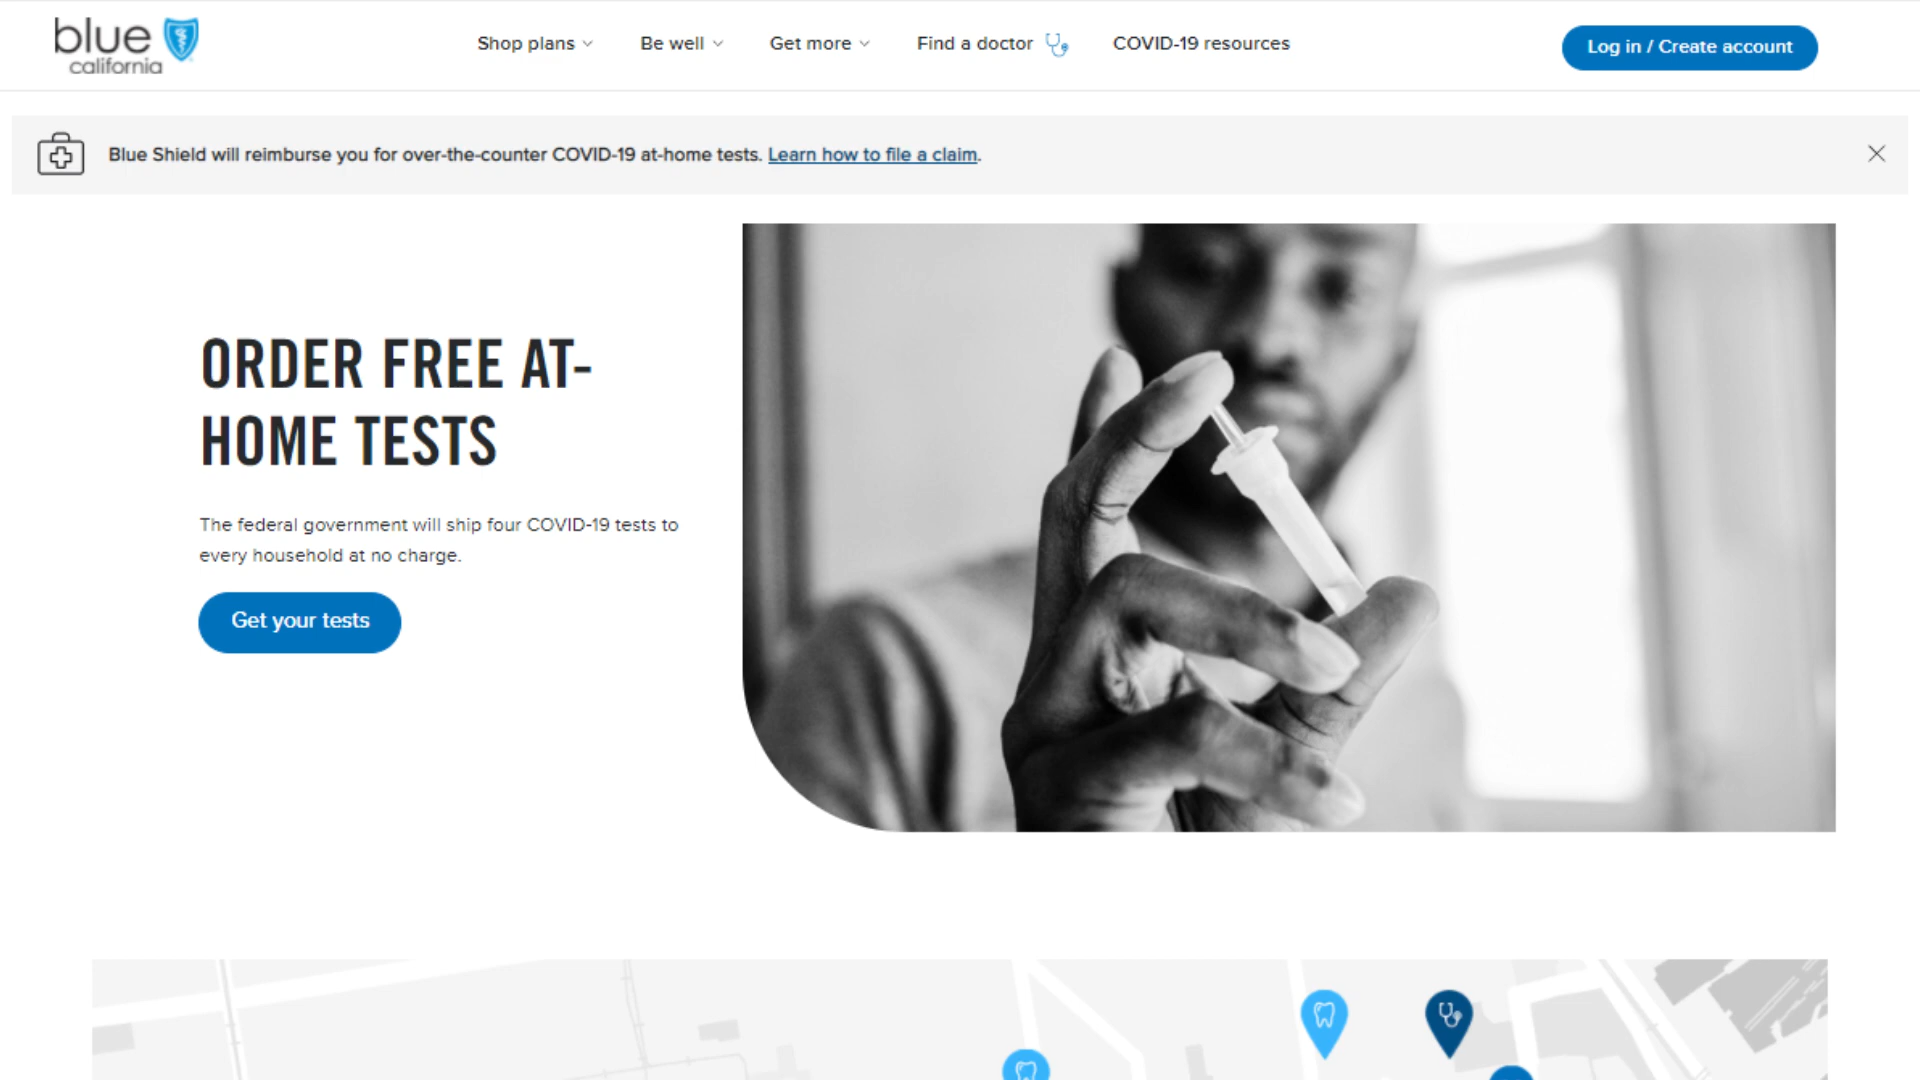 blue
california
Shop plans
Be well
Get more
Find a doctor
COVID-19 resources
Log in / Create account
Blue Shield will reimburse you for over-the-counter COVID-19 at-home tests. Learn how to file a claim.
ORDER FREE AT-
HOME TESTS
The federal government will ship four COVID-19 tests to
every household at no charge.
Get your tests